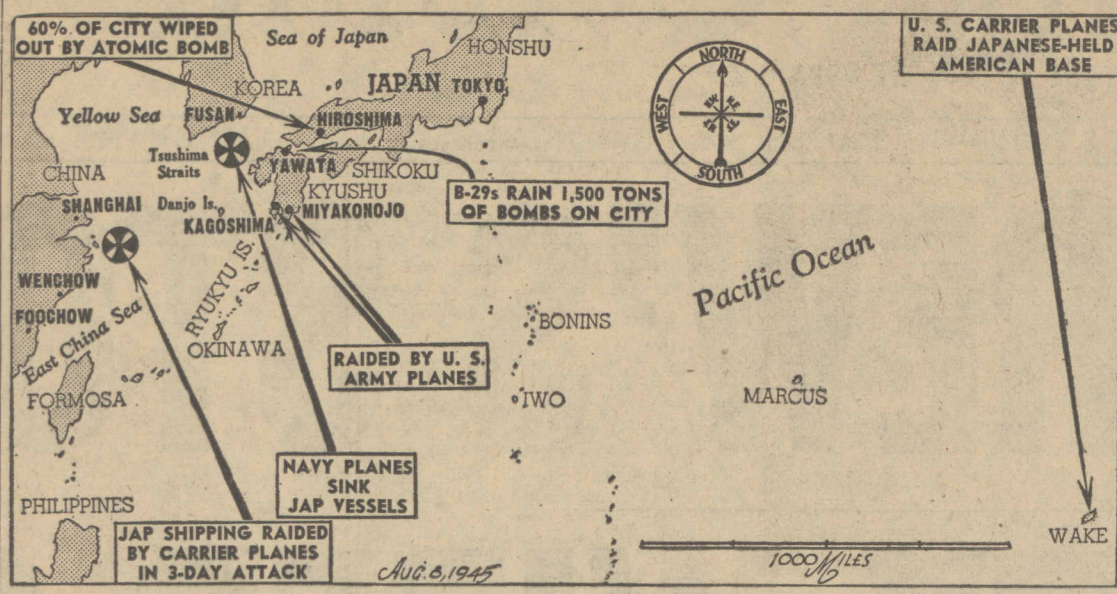 60% OF CITY WIPED
OUT BY ATOMIC BOMB
Sea of Japan
HONSHU
U. S. CARRIER PLANES
RAID JAPANESE-HELD
AMERICAN BASE
KOREA
JAPAN
TOKYO
Yellow Sea
FUSAN
HIROSHIMA
NORTH
WEST
EAST
SOUTH
NW
NE
SW
SE
Tsushima
Straits
YAWATA
SHIKOKU
CHINA
KYUSHU
B-29s RAIN 1,500 TONS
OF BOMBS ON CITY
SHANGHAI
Danjo Is.
MIYAKONOJO
KAGOSHIMA
RYUKYU IS.
WENCHOW
FOOCHOW
East China Sea
OKINAWA
Pacific Ocean
BONINS
RAIDED BY U. S.
ARMY PLANES
FORMOSA
IWO
MARCUS
NAVY PLANES
SINK
JAP VESSELS
PHILIPPINES
JAP SHIPPING RAIDED
BY CARRIER PLANES
IN 3-DAY ATTACK
AUG. 8, 1945
1000 MILES
WAKE